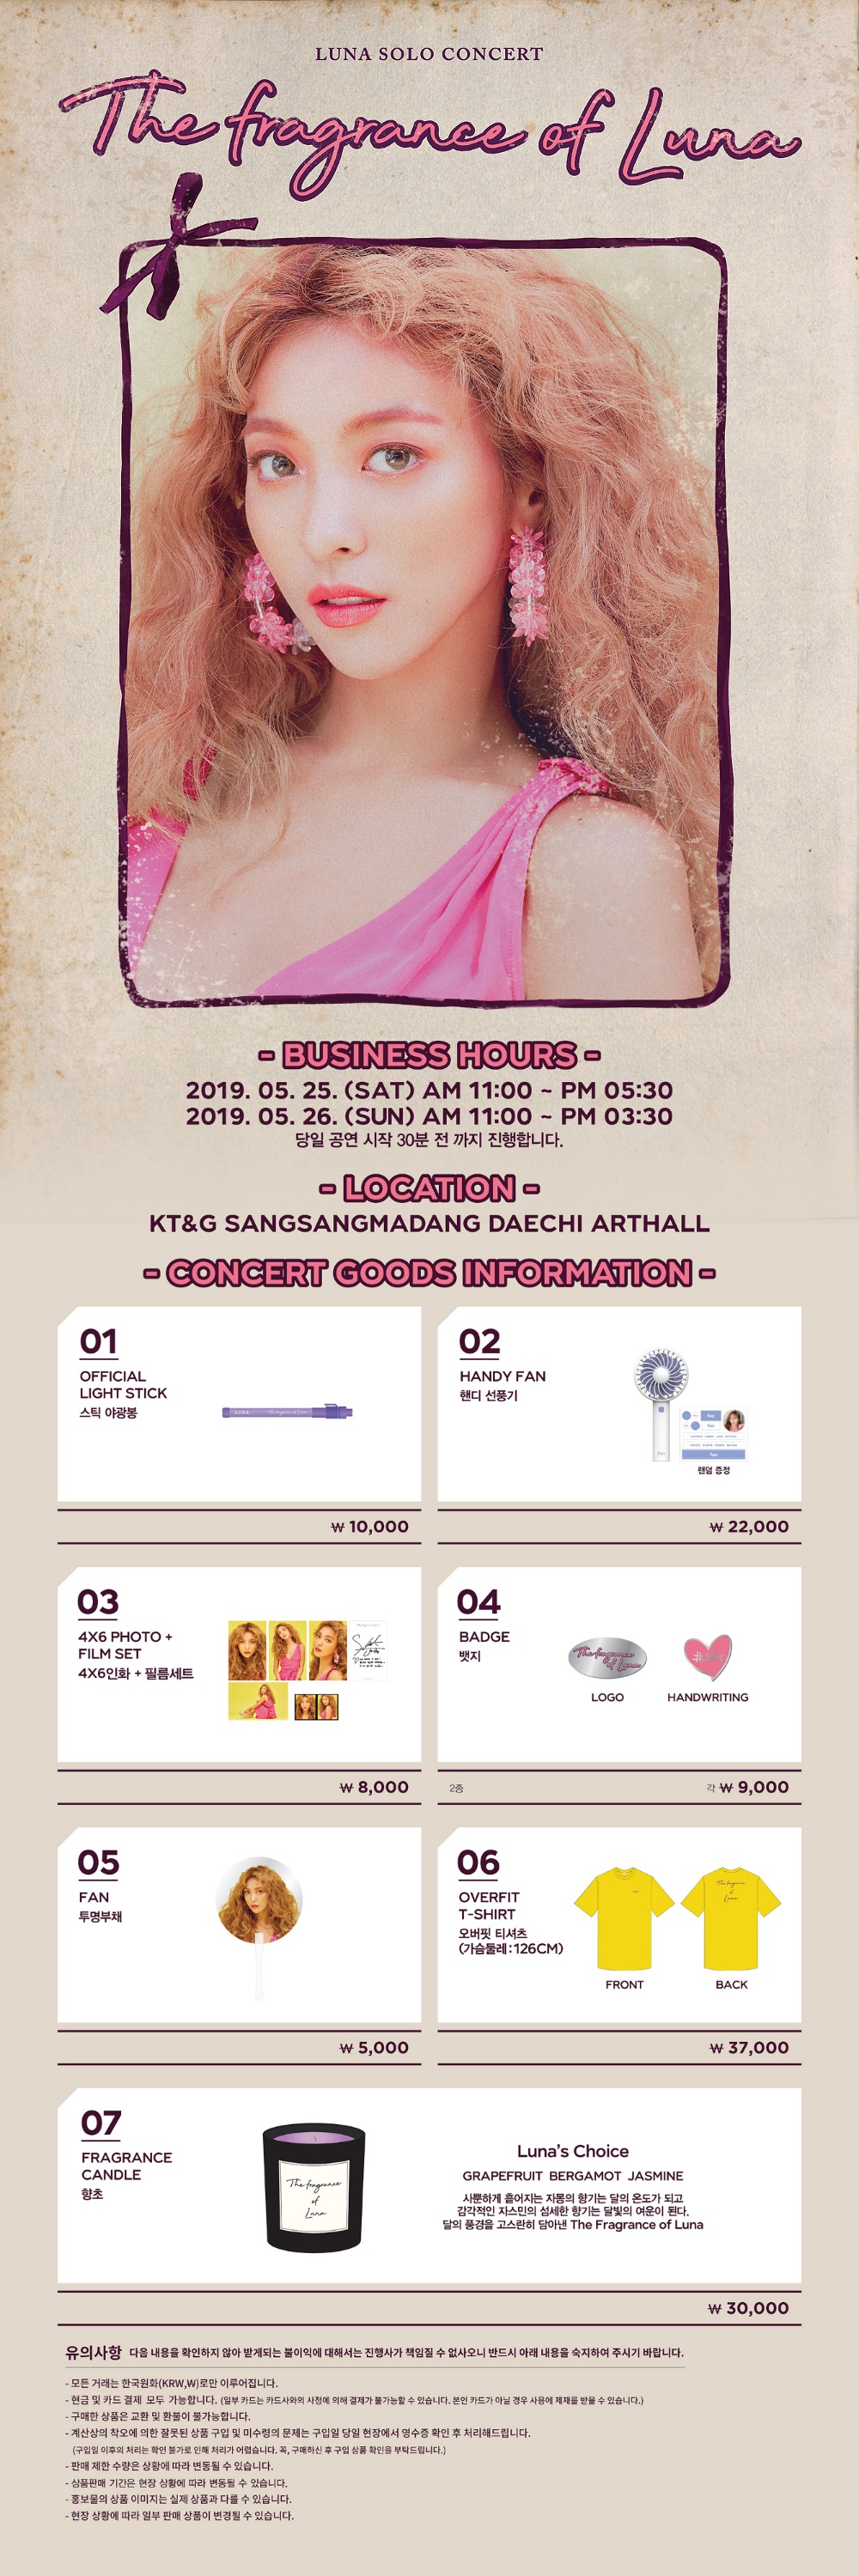 LUNA SOLO CONCERT
The fragrance of Luna
- BUSINESS HOURS -
2019. 05. 25. (SAT) AM 11:00 ~ PM 05:30
2019. 05. 26. (SUN) AM 11:00 ~ PM 03:30
당일 공연 시작 30분 전 까지 진행합니다.
- LOCATION -
KT&G SANGSANGMADANG DAECHI ARTHALL
- CONCERT GOODS INFORMATION -
01
OFFICIAL
LIGHT STICK
스틱 야광봉
LUNA The fragrance of Luna
₩ 10,000
02
HANDY FAN
핸디 선풍기
랜덤 증정
₩ 22,000
03
4X6 PHOTO +
FILM SET
4X6인화 + 필름세트
₩ 8,000
04
BADGE
뱃지
The fragrance
of Luna
LOGO
HANDWRITING
2종
각 ₩ 9,000
05
FAN
투명부채
₩ 5,000
06
OVERFIT
T-SHIRT
오버핏 티셔츠
(가슴둘레:126CM)
The fragrance
of
Luna
FRONT
BACK
₩ 37,000
07
FRAGRANCE
CANDLE
향초
The fragrance
of
Luna
Luna's Choice
GRAPEFRUIT BERGAMOT JASMINE
사뿐하게 흩어지는 자몽의 향기는 달의 온도가 되고
감각적인 자스민의 섬세한 향기는 달빛의 여운이 된다.
달의 풍경을 고스란히 담아낸 The Fragrance of Luna
₩ 30,000
유의사항 다음 내용을 확인하지 않아 받게되는 불이익에 대해서는 진행사가 책임질 수 없사오니 반드시 아래 내용을 숙지하여 주시기 바랍니다.
- 모든 거래는 한국원화(KRW,W)로만 이루어집니다.
- 현금 및 카드 결제 모두 가능합니다. (일부 카드는 카드사와의 사정에 의해 결제가 불가능할 수 있습니다. 본인 카드가 아닐 경우 사용에 제재를 받을 수 있습니다.)
- 구매한 상품은 교환 및 환불이 불가능합니다.
- 계산상의 착오에 의한 잘못된 상품 구입 및 미수령의 문제는 구입일 당일 현장에서 영수증 확인 후 처리해드립니다.
(구입일 이후의 처리는 확인 불가로 인해 처리가 어렵습니다. 꼭, 구매하신 후 구입 상품 확인을 부탁드립니다.)
- 판매 제한 수량은 상황에 따라 변동될 수 있습니다.
- 상품판매 기간은 현장 상황에 따라 변동될 수 있습니다.
- 홍보물의 상품 이미지는 실제 상품과 다를 수 있습니다.
- 현장 상황에 따라 일부 판매 상품이 변경될 수 있습니다.